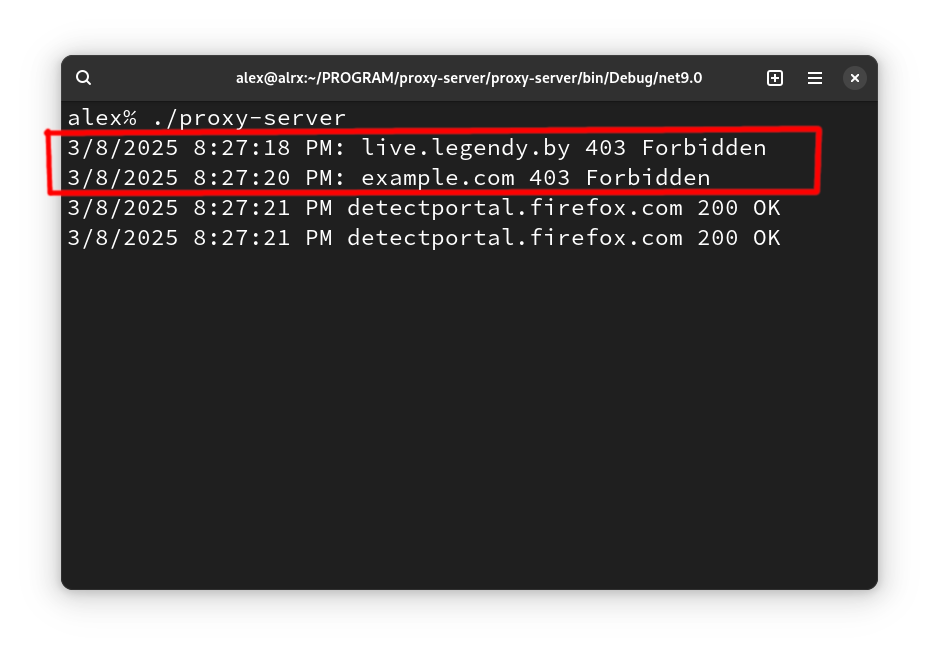 alex@alrx:~/PROGRAM/proxy-server/proxy-server/bin/Debug/net9.0
alex% ./proxy-server
3/8/2025 8:27:18 PM: live.legendy.by 403 Forbidden
3/8/2025 8:27:20 PM: example.com 403 Forbidden
3/8/2025 8:27:21 PM detectportal.firefox.com 200 OK
3/8/2025 8:27:21 PM detectportal.firefox.com 200 OK